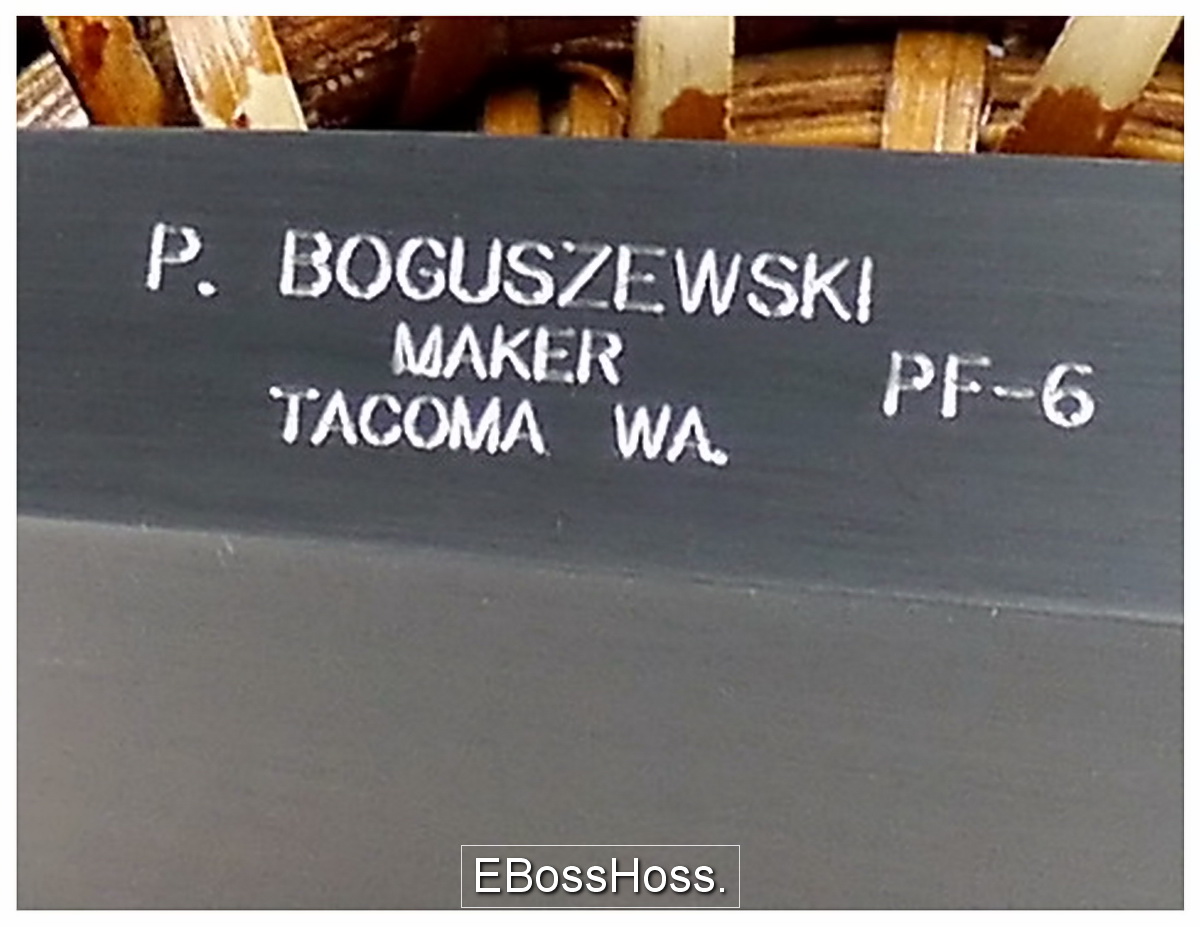 P. BOGUSZEWSKI
MAKER
TACOMA WA.
PF-6
EBossHoss.